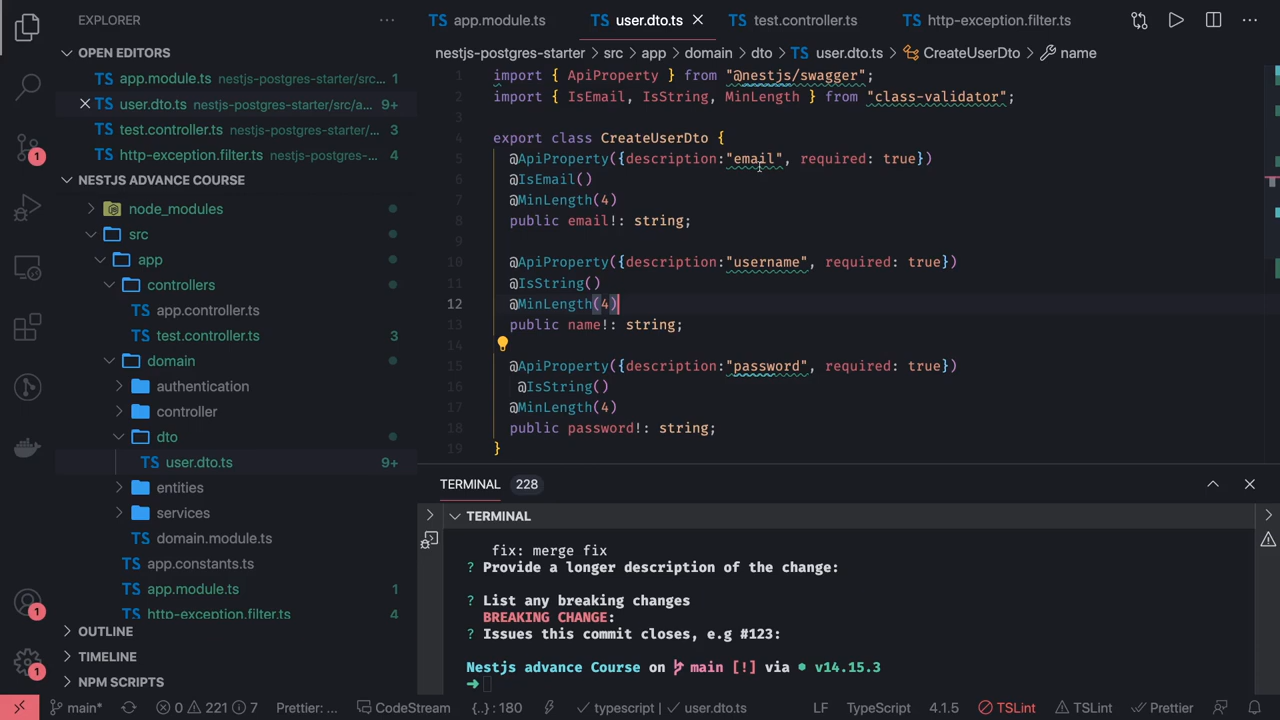 EXPLORER
OPEN EDITORS
TS app.module.ts nestjs-postgres-starter/src... 1
TS user.dto.ts nestjs-postgres-starter/src/a... 9+
TS test.controller.ts nestjs-postgres-starter/... 3
TS http-exception.filter.ts nestjs-postgres-... 4
NESTJS ADVANCE COURSE
node_modules
src
app
controllers
TS app.controller.ts
TS test.controller.ts 3
domain
authentication
controller
dto
TS user.dto.ts 9+
entities
services
TS domain.module.ts
TS app.constants.ts
TS app.module.ts 1
TS http-exception.filter.ts 4
OUTLINE
TIMELINE
NPM SCRIPTS
1
1
1
TS app.module.ts TS user.dto.ts TS test.controller.ts TS http-exception.filter.ts
nestjs-postgres-starter > src > app > domain > dto > TS user.dto.ts > CreateUserDto > name
1 import { ApiProperty } from "@nestjs/swagger";
2 import { IsEmail, IsString, MinLength } from "class-validator";
3
4 export class CreateUserDto {
5 @ApiProperty({description:"email", required: true})
6 @IsEmail()
7 @MinLength(4)
8 public email!: string;
9
10 @ApiProperty({description:"username", required: true})
11 @IsString()
12 @MinLength(4)
13 public name!: string;
14
15 @ApiProperty({description:"password", required: true})
16 @IsString()
17 @MinLength(4)
18 public password!: string;
19 }
TERMINAL 228
TERMINAL
fix: merge fix
? Provide a longer description of the change:
? List any breaking changes
BREAKING CHANGE:
? Issues this commit closes, e.g #123:
Nestjs advance Course on main [!] via v14.15.3
main* 0 221 7 Prettier: ... CodeStream {..} : 180 typescript | user.dto.ts LF TypeScript 4.1.5 TSLint TSLint Prettier